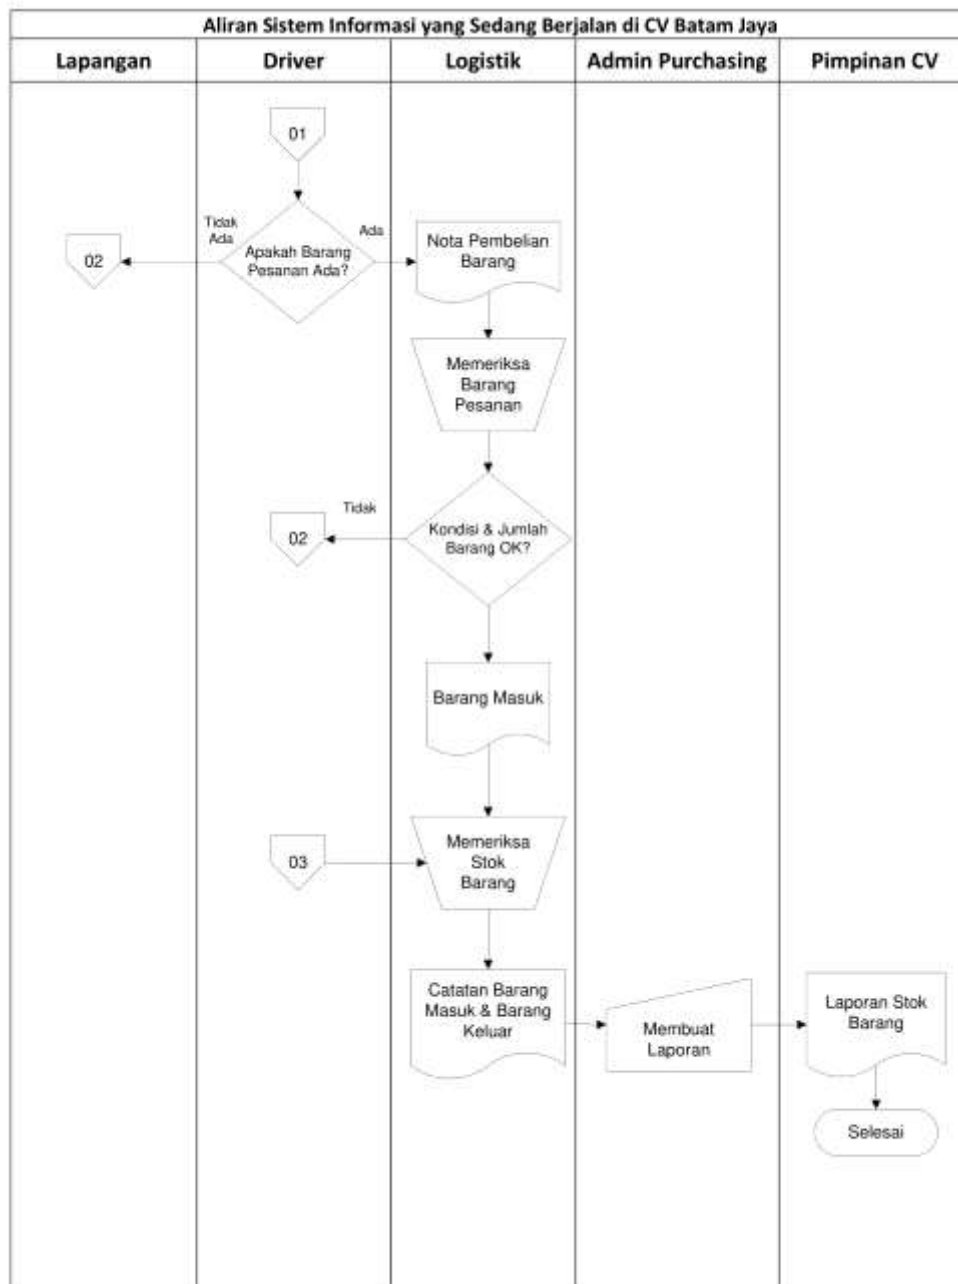 Aliran Sistem Informasi yang Sedang Berjalan di CV Batam Jaya
Lapangan
Driver
Logistik
Admin Purchasing
Pimpinan CV
01
Tidak
Ada
Ada
02
Apakah Barang
Pesanan Ada?
Nota Pembelian
Barang
Memeriksa
Barang
Pesanan
Tidak
02
Kondisi & Jumlah
Barang OK?
Barang Masuk
03
Memeriksa
Stok
Barang
Catatan Barang
Masuk & Barang
Keluar
Membuat
Laporan
Laporan Stok
Barang
Selesai